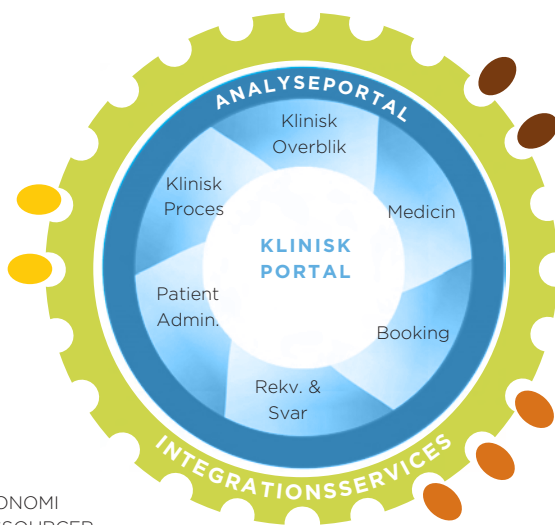 ANALYSEPORTAL
Klinisk
Overblik
Klinisk
Proces
Medicin
KLINISK
PORTAL
Patient
Admin.
Booking
Rekv. &
Svar
INTEGRATIONSSERVICES
ONOMI